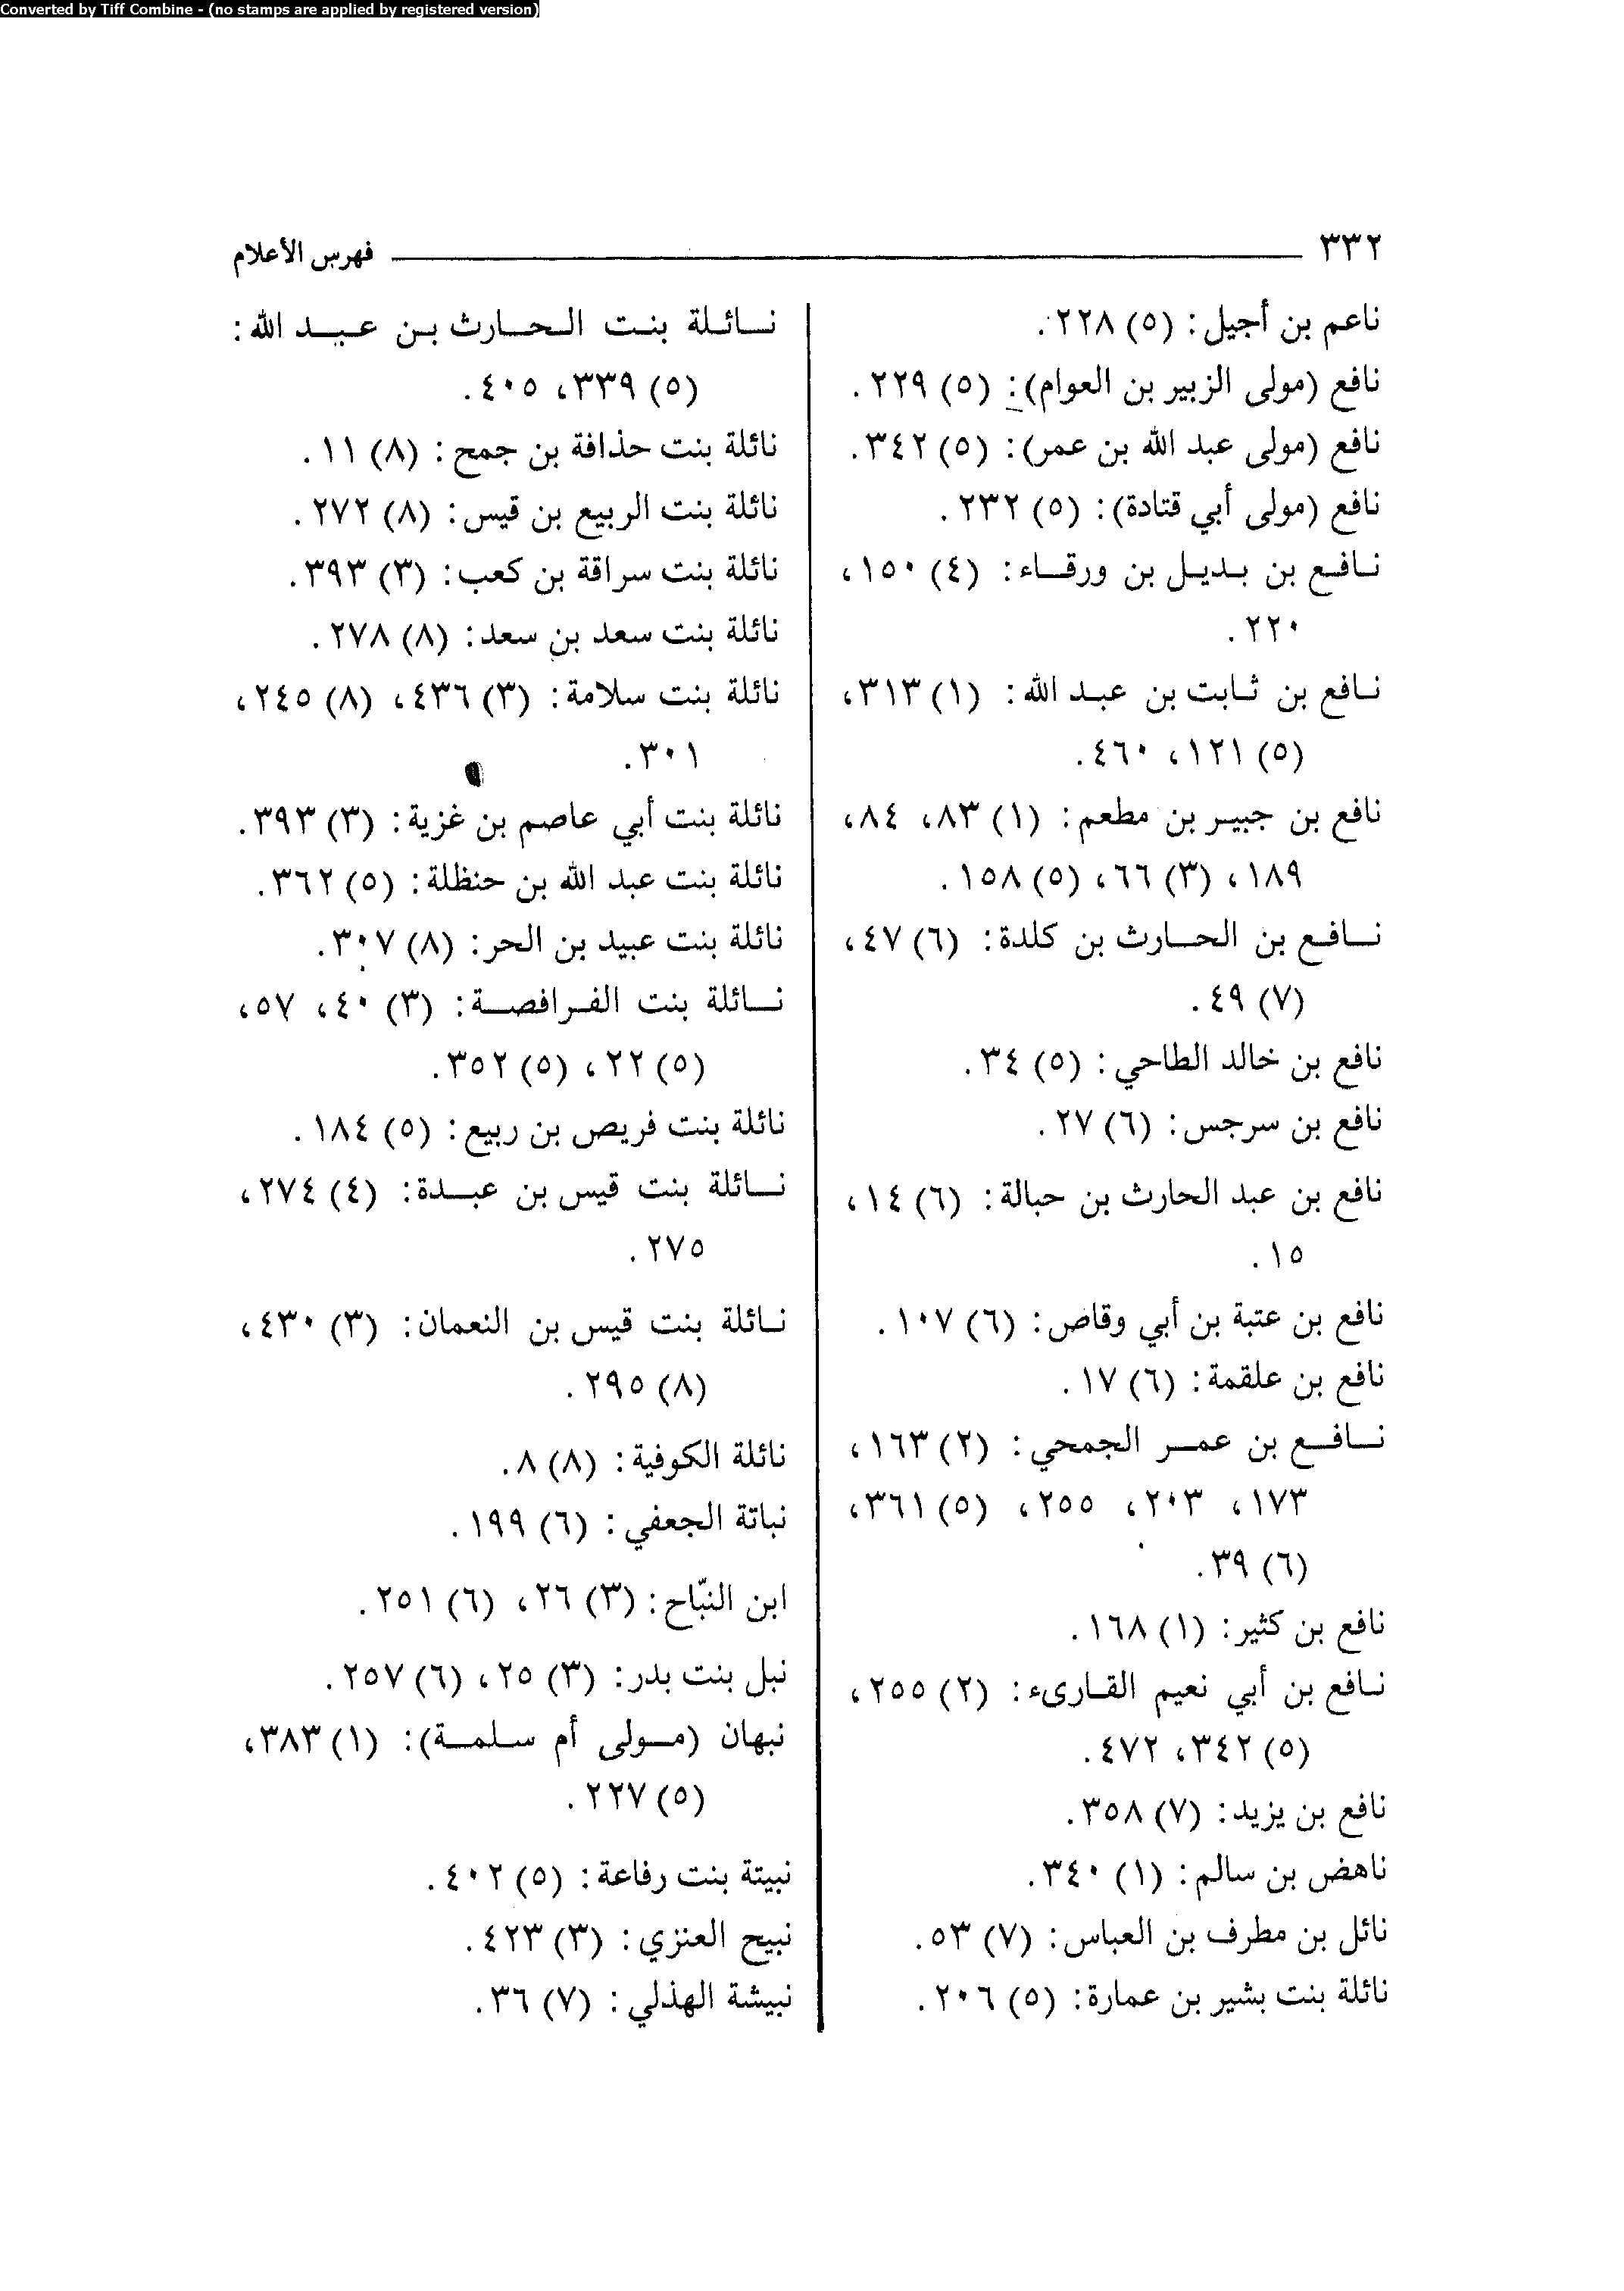 Converted by Tiff Combine - (no stamps are applied by registered version)
٣٣٢ فهرس الأعلام
ناعم بن أجيل: (٥) ٢٢٨.
نافع (مولى الزبير بن العوام): (٥) ٢٢٩.
نافع (مولى عبد الله بن عمر): (٥) ٣٤٢.
نافع (مولى أبي قتادة): (٥) ٢٣٢.
نافع بن بديل بن ورقاء: (٤) ١٥٠،
٢٢٠.
نافع بن ثابت بن عبد الله: (١) ٣١٣،
(٥) ١٢١، ٤٦٠.
نافع بن جبير بن مطعم: (١) ٨٣، ٨٤،
١٨٩، (٣) ٦٦، (٥) ١٥٨.
نافع بن الحارث بن كلدة: (٦) ٤٧،
(٧) ٤٩.
نافع بن خالد الطاحي: (٥) ٣٤.
نافع بن سرجس: (٦) ٢٧.
نافع بن عبد الحارث بن حبالة: (٦) ١٤،
١٥.
نافع بن عتبة بن أبي وقاص: (٦) ١٠٧.
نافع بن علقمة: (٦) ١٧.
نافع بن عمر الجمحي: (٢) ١٦٣،
١٧٣، ٢٠٣، ٢٥٥، (٥) ٣٦١،
(٦) ٣٩.
نافع بن كثير: (١) ١٦٨.
نافع بن أبي نعيم القارىء: (٢) ٢٥٥،
(٥) ٣٤٢، ٤٧٢.
نافع بن يزيد: (٧) ٣٥٨.
ناهض بن سالم: (١) ٣٤٠.
نائل بن مطرف بن العباس: (٧) ٥٣.
نائلة بنت بشير بن عمارة: (٥) ٢٠٦.
نائلة بنت الحارث بن عبد الله:
(٥) ٣٣٩، ٤٠٥.
نائلة بنت حذافة بن جمح: (٨) ١١.
نائلة بنت الربيع بن قيس: (٨) ٢٧٢.
نائلة بنت سراقة بن كعب: (٣) ٣٩٣.
نائلة بنت سعد بن سعد: (٨) ٢٧٨.
نائلة بنت سلامة: (٣) ٤٣٦، (٨) ٢٤٥،
٣٠١.
نائلة بنت أبي عاصم بن غزية: (٣) ٣٩٣.
نائلة بنت عبد الله بن حنظلة: (٥) ٣٦٢.
نائلة بنت عبيد بن الحر: (٨) ٣٠٧.
نائلة بنت الفرافصة: (٣) ٤٠، ٥٧،
(٥) ٢٢، (٥) ٣٥٢.
نائلة بنت فريص بن ربيع: (٥) ١٨٤.
نائلة بنت قيس بن عبدة: (٤) ٢٧٤،
٢٧٥.
نائلة بنت قيس بن النعمان: (٣) ٤٣٠،
(٨) ٢٩٥.
نائلة الكوفية: (٨) ٨.
نباتة الجعفي: (٦) ١٩٩.
ابن النبّاح: (٣) ٢٦، (٦) ٢٥١.
نبل بنت بدر: (٣) ٢٥، (٦) ٢٥٧.
نبهان (مولى أم سلمة): (١) ٣٨٣،
(٥) ٢٢٧.
نبيتة بنت رفاعة: (٥) ٤٠٢.
نبيح العنزي: (٣) ٤٢٣.
نبيشة الهذلي: (٧) ٣٦.